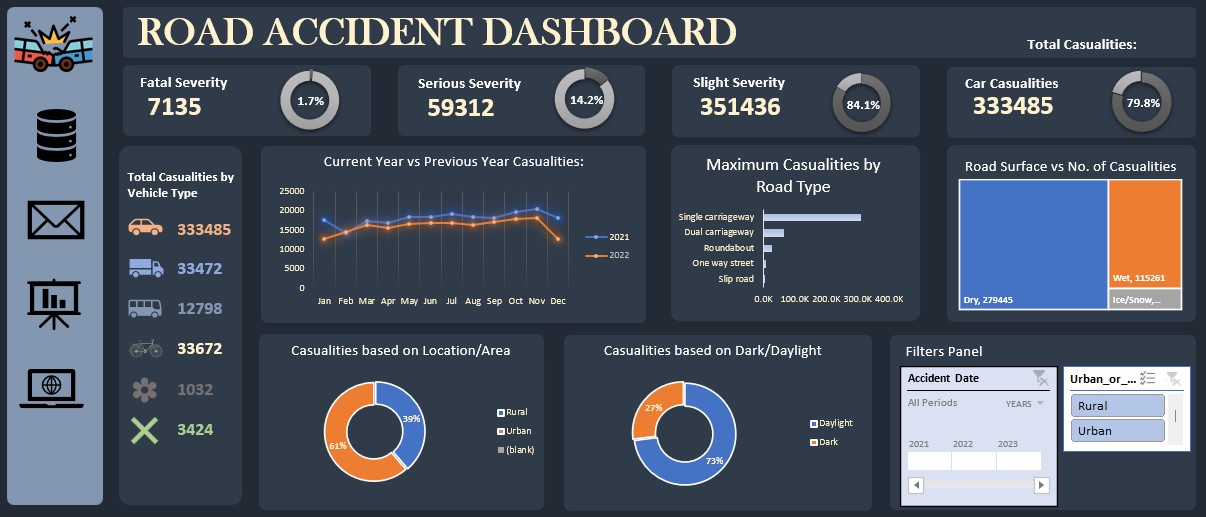 ROAD ACCIDENT DASHBOARD
Total Casualities:
Fatal Severity
7135
1.7%
Serious Severity
59312
14.2%
Slight Severity
351436
84.1%
Car Casualities
333485
79.8%
Total Casualities by
Vehicle Type
333485
33472
12798
33672
1032
3424
Current Year vs Previous Year Casualities:
25000
20000
15000
10000
5000
0
Jan Feb Mar Apr May Jun Jul Aug Sep Oct Nov Dec
2021
2022
Maximum Casualities by
Road Type
Single carriageway
Dual carriageway
Roundabout
One way street
Slip road
0.0K 100.0K 200.0K 300.0K 400.0K
Road Surface vs No. of Casualities
Dry, 279445
Wet, 115261
Ice/Snow,...
Casualities based on Location/Area
39%
61%
Rural
Urban
(blank)
Casualities based on Dark/Daylight
27%
73%
Daylight
Dark
Filters Panel
Accident Date
All Periods
YEARS
2021 2022 2023
Urban_or_...
Rural
Urban